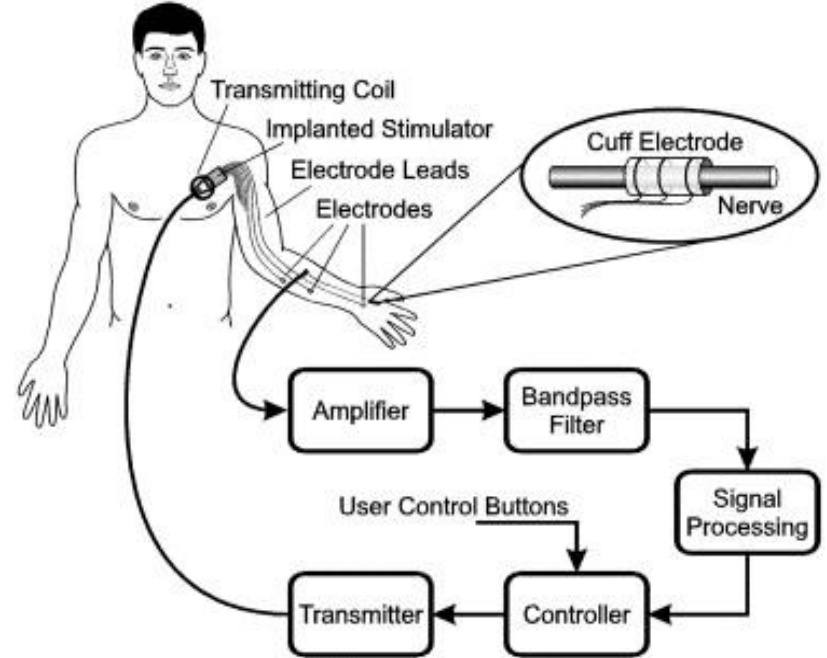 Transmitting Coil
Implanted Stimulator
Electrode Leads
Electrodes
Cuff Electrode
Nerve
Amplifier
Bandpass
Filter
Signal
Processing
User Control Buttons
Transmitter
Controller